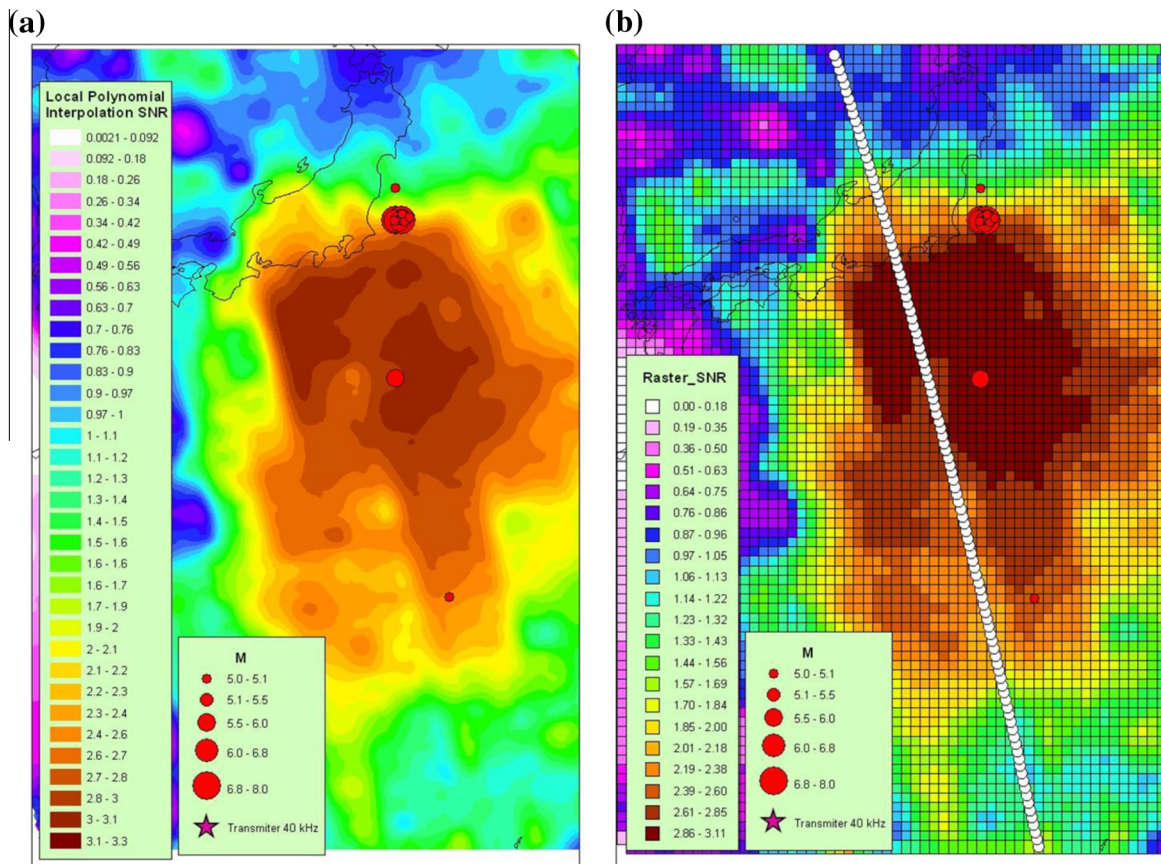 (a)
Local Polynomial
Interpolation SNR
0.0021 - 0.092
0.092 - 0.18
0.18 - 0.26
0.26 - 0.34
0.34 - 0.42
0.42 - 0.49
0.49 - 0.56
0.56 - 0.63
0.63 - 0.7
0.7 - 0.76
0.76 - 0.83
0.83 - 0.9
0.9 - 0.97
0.97 - 1
1 - 1.1
1.1 - 1.2
1.2 - 1.3
1.3 - 1.4
1.4 - 1.5
1.5 - 1.6
1.6 - 1.6
1.6 - 1.7
1.7 - 1.9
1.9 - 2
2 - 2.1
2.1 - 2.2
2.2 - 2.3
2.3 - 2.4
2.4 - 2.6
2.6 - 2.7
2.7 - 2.8
2.8 - 3
3 - 3.1
3.1 - 3.3
M
5.0 - 5.1
5.1 - 5.5
5.5 - 6.0
6.0 - 6.8
6.8 - 8.0
Transmiter 40 kHz
(b)
Raster_SNR
0.00 - 0.18
0.19 - 0.35
0.36 - 0.50
0.51 - 0.63
0.64 - 0.75
0.76 - 0.86
0.87 - 0.96
0.97 - 1.05
1.06 - 1.13
1.14 - 1.22
1.23 - 1.32
1.33 - 1.43
1.44 - 1.56
1.57 - 1.69
1.70 - 1.84
1.85 - 2.00
2.01 - 2.18
2.19 - 2.38
2.39 - 2.60
2.61 - 2.85
2.86 - 3.11
M
5.0 - 5.1
5.1 - 5.5
5.5 - 6.0
6.0 - 6.8
6.8 - 8.0
Transmiter 40 kHz